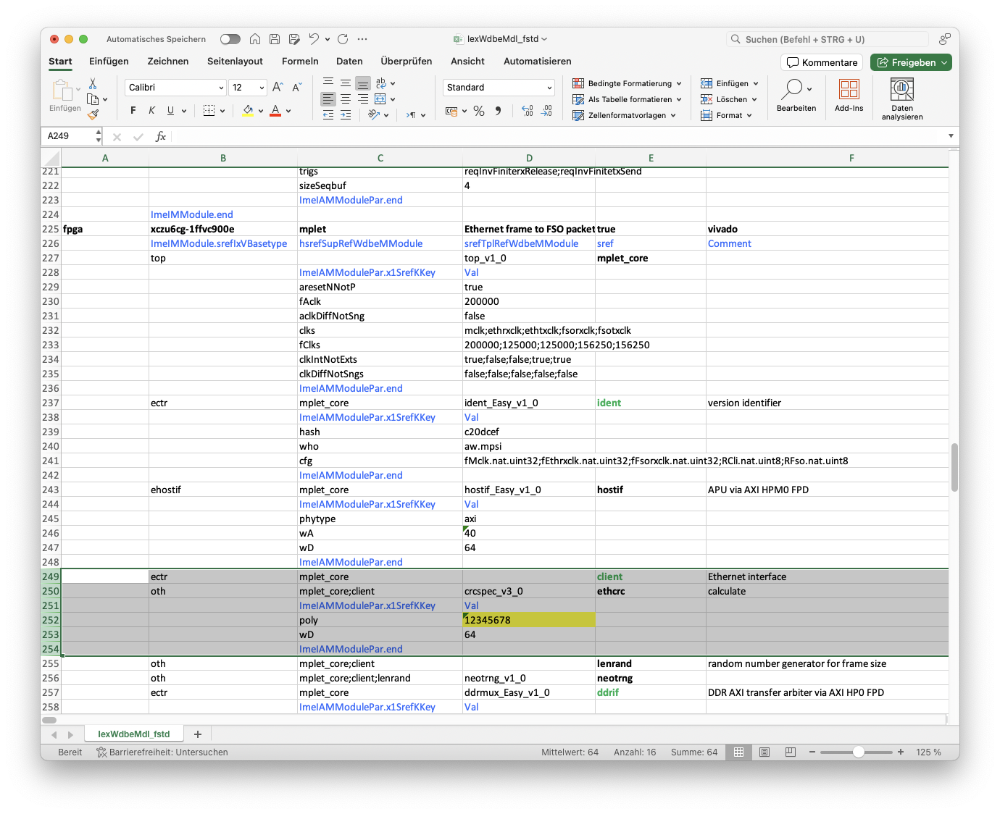 Automatisches Speichern
lexWdbeMdl_fstd
Suchen (Befehl + STRG + U)
Start Einfügen Zeichnen Seitenlayout Formeln Daten Überprüfen Ansicht Automatisieren
Kommentare Freigeben
Einfügen
Calibri 12
F K U
Standard
Bedingte Formatierung
Als Tabelle formatieren
Zellenformatvorlagen
Einfügen
Löschen
Format
Bearbeiten
Add-Ins
Daten analysieren
A249 fx
A B C D E F
221 trigs reqInvFiniterxRelease;reqInvFinitetxSend
222 sizeSeqbuf 4
223 ImeIAMModulePar.end
224 ImeIMModule.end
225 fpga xczu6cg-1ffvc900e mplet Ethernet frame to FSO packet true vivado
226 ImeIMModule.srefIxVBasetype hsrefSupRefWdbeMModule srefTplRefWdbeMModule sref Comment
227 top top_v1_0 mplet_core
228 ImeIAMModulePar.x1SrefKKey Val
229 aresetNNotP true
230 fAclk 200000
231 aclkDiffNotSng false
232 clks mclk;ethrxclk;ethtxclk;fsorxclk;fsotxclk
233 fClks 200000;125000;125000;156250;156250
234 clkIntNotExts true;false;false;true;true
235 clkDiffNotSngs false;false;false;false;false
236 ImeIAMModulePar.end
237 ectr mplet_core ident_Easy_v1_0 ident version identifier
238 ImeIAMModulePar.x1SrefKKey Val
239 hash c20dcef
240 who aw.mpsi
241 cfg fMclk.nat.uint32;fEthrxclk.nat.uint32;fFsorxclk.nat.uint32;RCli.nat.uint8;RFso.nat.uint8
242 ImeIAMModulePar.end
243 ehostif mplet_core hostif_Easy_v1_0 hostif APU via AXI HPM0 FPD
244 ImeIAMModulePar.x1SrefKKey Val
245 phytype axi
246 wA 40
247 wD 64
248 ImeIAMModulePar.end
249 ectr mplet_core client Ethernet interface
250 oth mplet_core;client crcspec_v3_0 ethcrc calculate
251 ImeIAMModulePar.x1SrefKKey Val
252 poly 12345678
253 wD 64
254 ImeIAMModulePar.end
255 oth mplet_core;client lenrand random number generator for frame size
256 oth mplet_core;client;lenrand neotrng_v1_0 neotrng
257 ectr mplet_core ddrmux_Easy_v1_0 ddrif DDR AXI transfer arbiter via AXI HP0 FPD
258 ImeIAMModulePar.x1SrefKKey Val
lexWdbeMdl_fstd
Bereit Barrierefreiheit: Untersuchen Mittelwert: 64 Anzahl: 16 Summe: 64 125 %